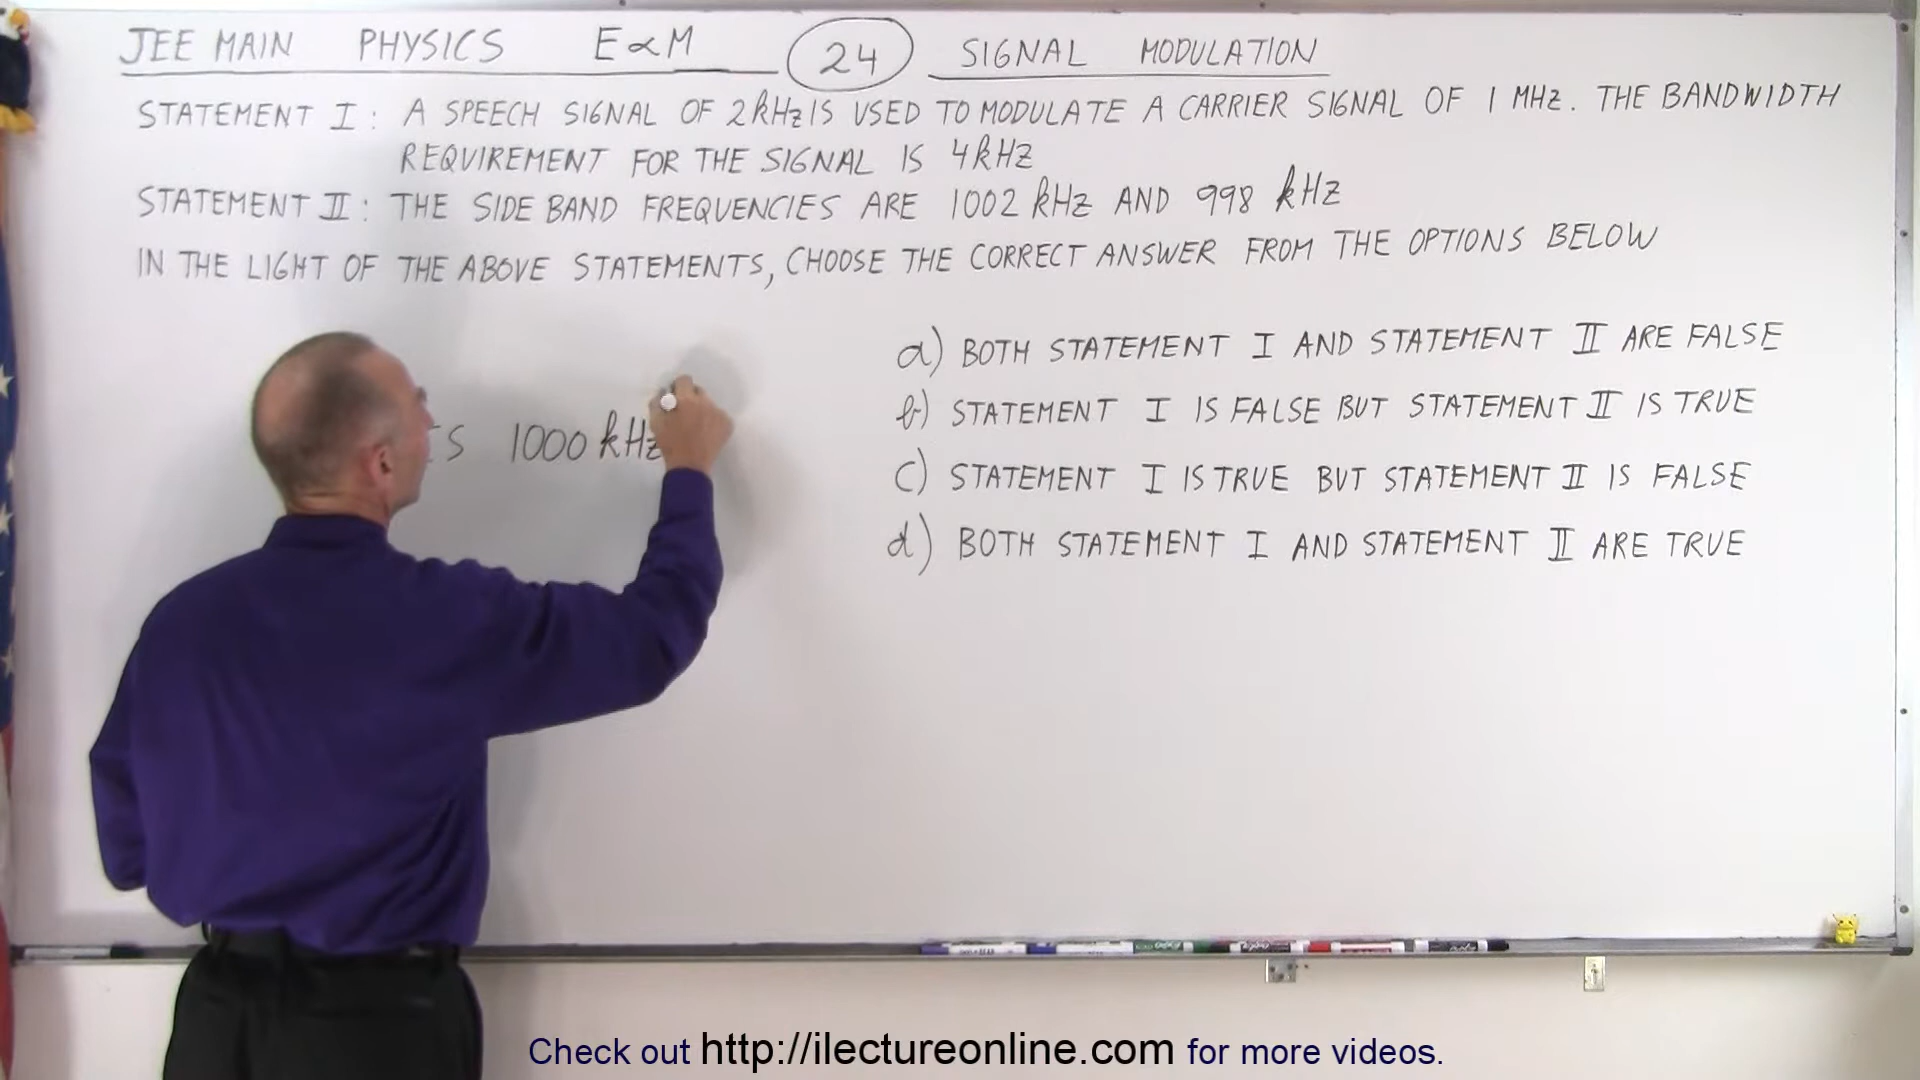 JEE MAIN PHYSICS E∝M 24 SIGNAL MODULATION
STATEMENT I: A SPEECH SIGNAL OF 2kHz IS USED TO MODULATE A CARRIER SIGNAL OF 1 MHz. THE BANDWIDTH
REQUIREMENT FOR THE SIGNAL IS 4kHz
STATEMENT II: THE SIDE BAND FREQUENCIES ARE 1002 kHz AND 998 kHz
IN THE LIGHT OF THE ABOVE STATEMENTS, CHOOSE THE CORRECT ANSWER FROM THE OPTIONS BELOW
a) BOTH STATEMENT I AND STATEMENT II ARE FALSE
b) STATEMENT I IS FALSE BUT STATEMENT II IS TRUE
c) STATEMENT I IS TRUE BUT STATEMENT II IS FALSE
d) BOTH STATEMENT I AND STATEMENT II ARE TRUE
1000 kHz
Check out http://ilectureonline.com for more videos.